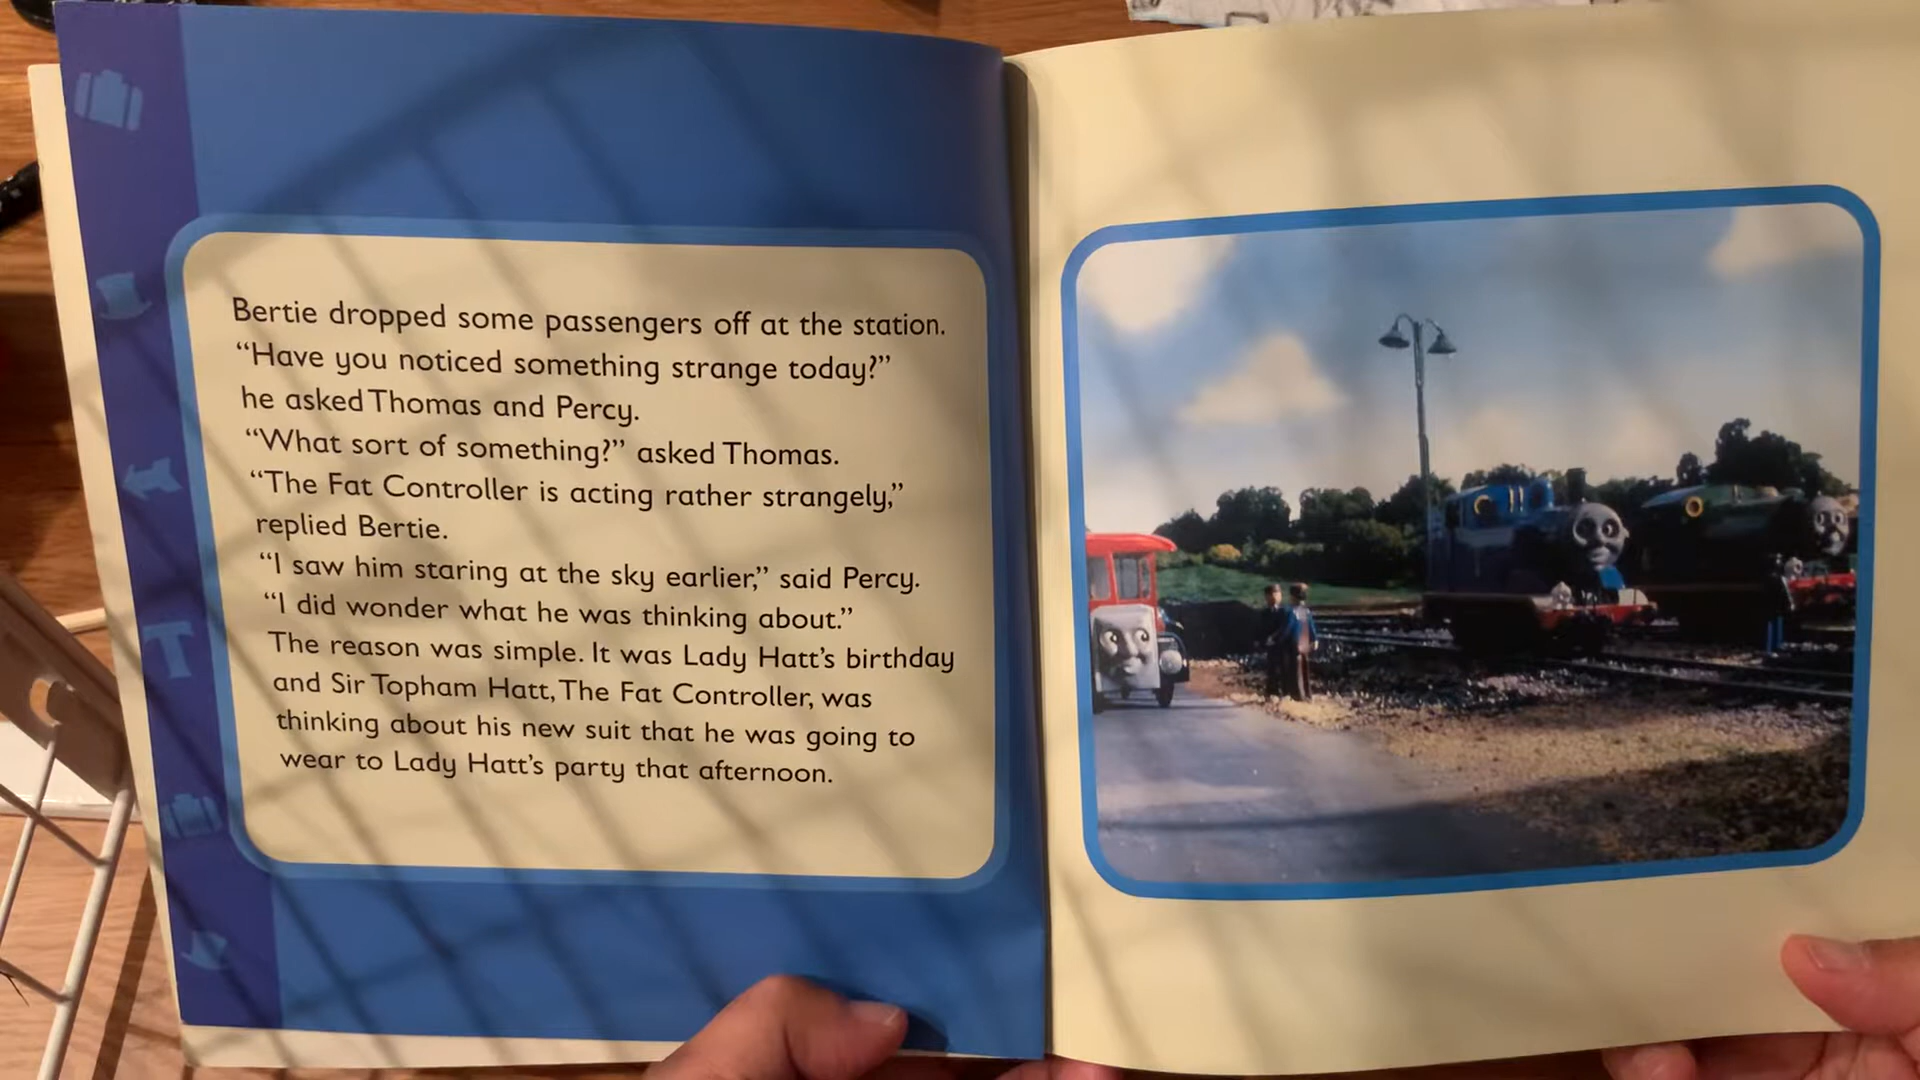 Bertie dropped some passengers off at the station.
“Have you noticed something strange today?”
he asked Thomas and Percy.
“What sort of something?” asked Thomas.
“The Fat Controller is acting rather strangely,”
replied Bertie.
“I saw him staring at the sky earlier,” said Percy.
“I did wonder what he was thinking about.”
The reason was simple. It was Lady Hatt’s birthday
and Sir Topham Hatt, The Fat Controller, was
thinking about his new suit that he was going to
wear to Lady Hatt’s party that afternoon.
T